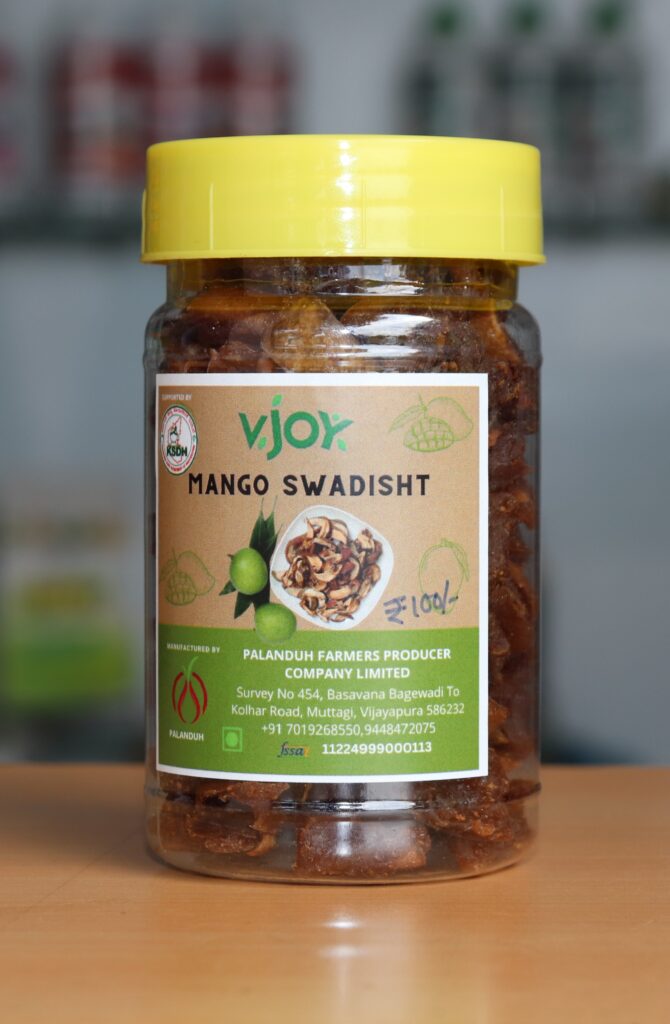 SUPPORTED BY
KSDH
VJOY
MANGO SWADISHT
₹100/-
MANUFACTURED BY
PALANDUH
PALANDUH FARMERS PRODUCER
COMPANY LIMITED
Survey No 454, Basavana Bagewadi To
Kolhar Road, Muttagi, Vijayapura 586232
+91 7019268550,9448472075
fssai 11224999000113